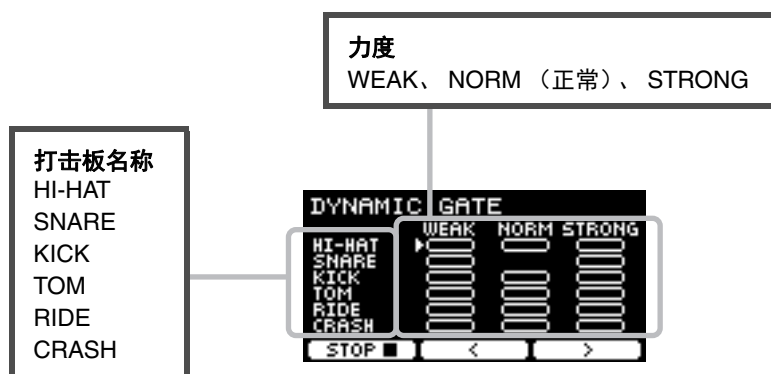 力度
WEAK、 NORM （正常）、 STRONG
打击板名称
HI-HAT
SNARE
KICK
TOM
RIDE
CRASH
DYNAMIC GATE
WEAK NORM STRONG
HI-HAT
SNARE
KICK
TOM
RIDE
CRASH
STOP ■ < >